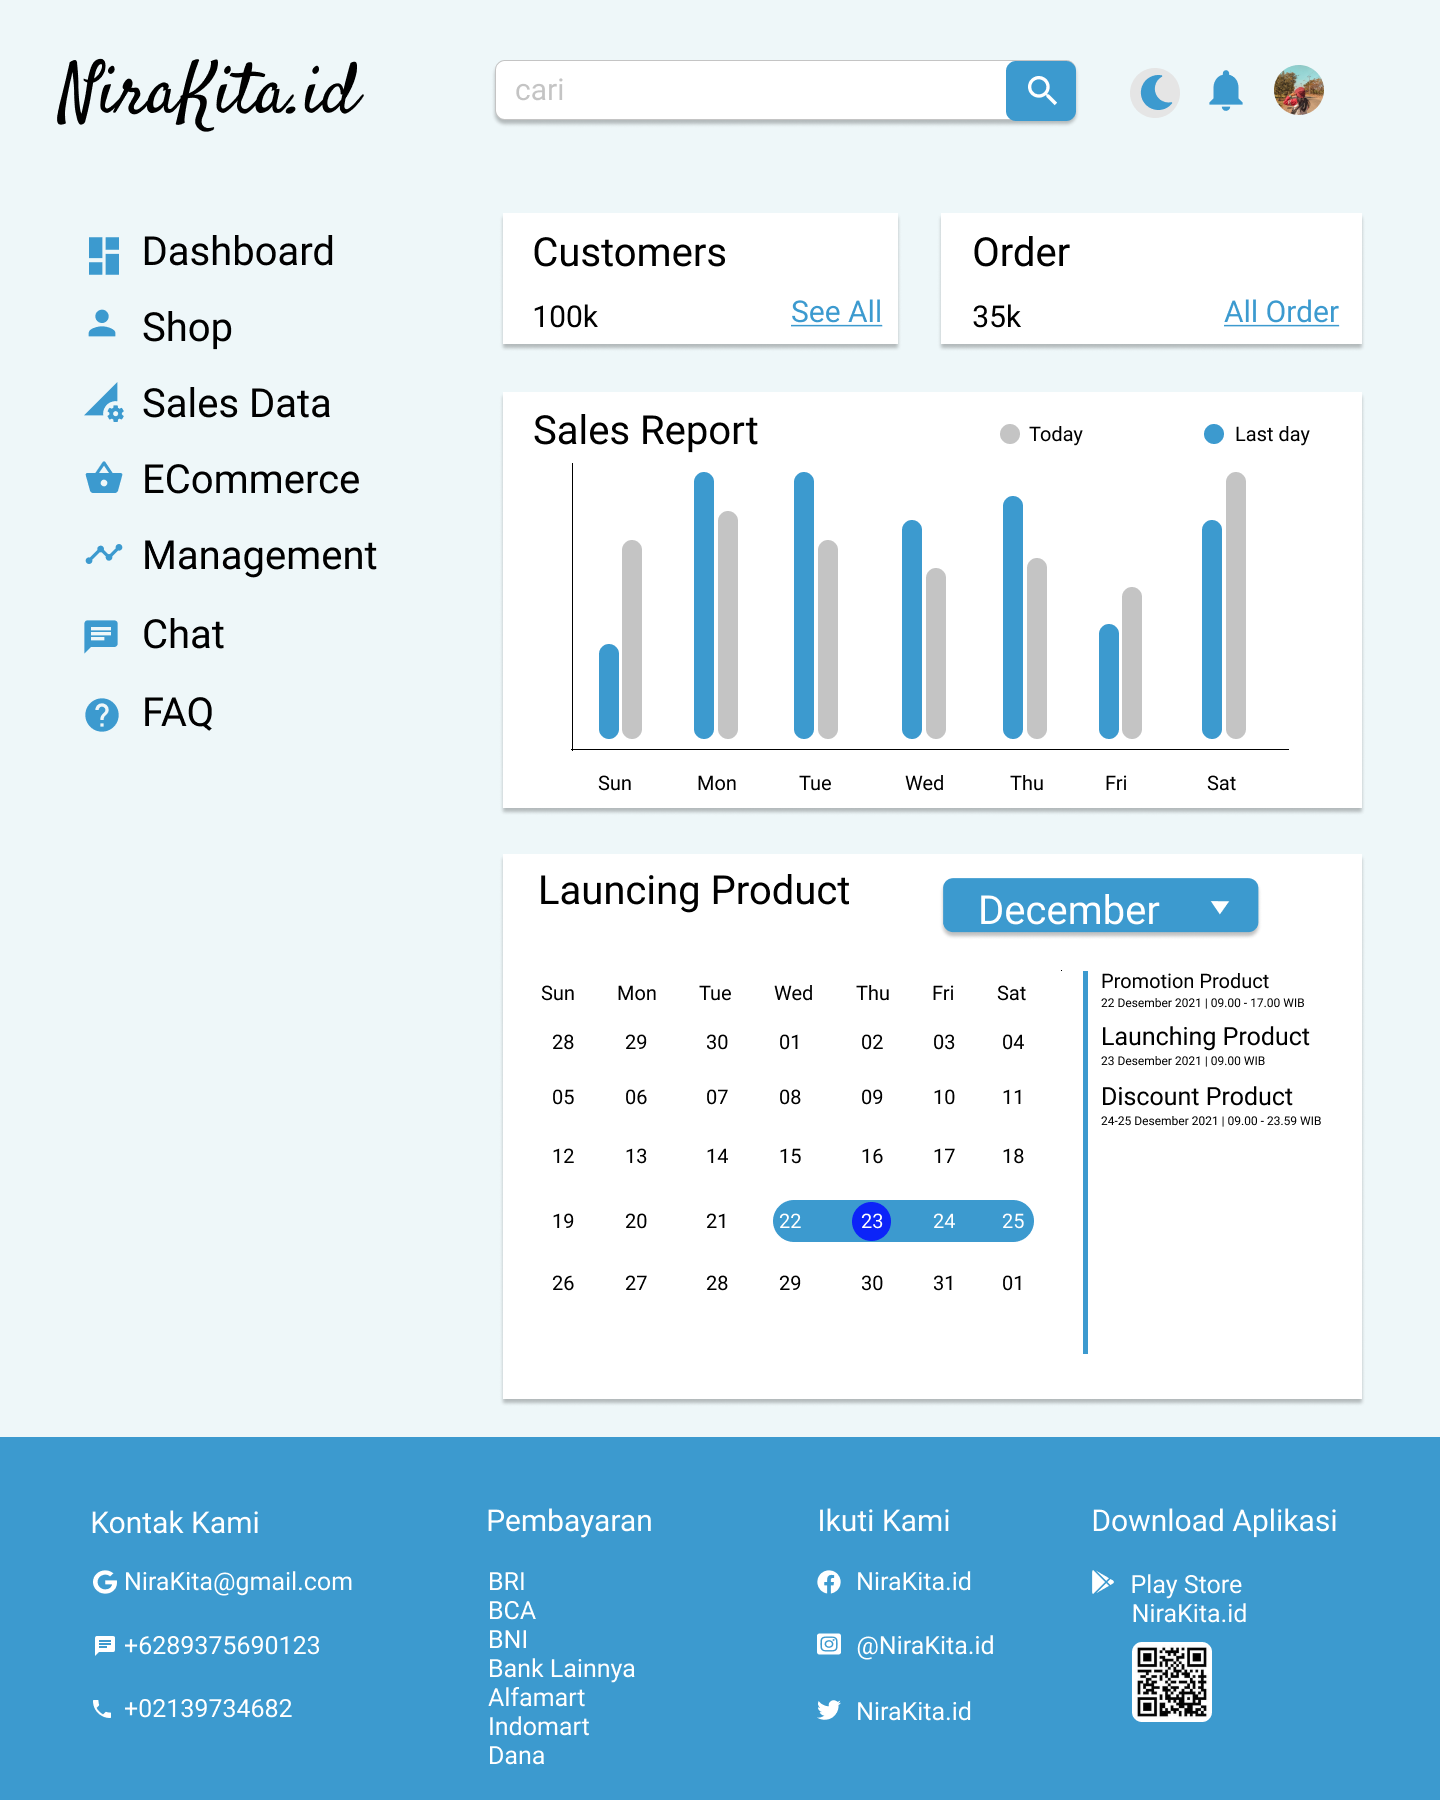 NiraKita.id
cari
Dashboard
Shop
Sales Data
ECommerce
Management
Chat
FAQ
Customers
100k
See All
Order
35k
All Order
Sales Report
Today
Last day
Sun Mon Tue Wed Thu Fri Sat
Launcing Product
December
Sun Mon Tue Wed Thu Fri Sat
28 29 30 01 02 03 04
05 06 07 08 09 10 11
12 13 14 15 16 17 18
19 20 21 22 23 24 25
26 27 28 29 30 31 01
Promotion Product
22 Desember 2021 | 09.00 - 17.00 WIB
Launching Product
23 Desember 2021 | 09.00 WIB
Discount Product
24-25 Desember 2021 | 09.00 - 23.59 WIB
Kontak Kami
NiraKita@gmail.com
+6289375690123
+02139734682
Pembayaran
BRI
BCA
BNI
Bank Lainnya
Alfamart
Indomart
Dana
Ikuti Kami
NiraKita.id
@NiraKita.id
NiraKita.id
Download Aplikasi
Play Store
NiraKita.id